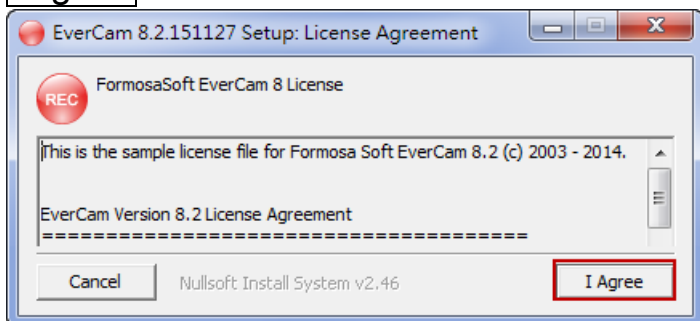 EverCam 8.2.151127 Setup: License Agreement
REC
FormosaSoft EverCam 8 License
This is the sample license file for Formosa Soft EverCam 8.2 (c) 2003 - 2014.
EverCam Version 8.2 License Agreement
======================================
Cancel
Nullsoft Install System v2.46
I Agree